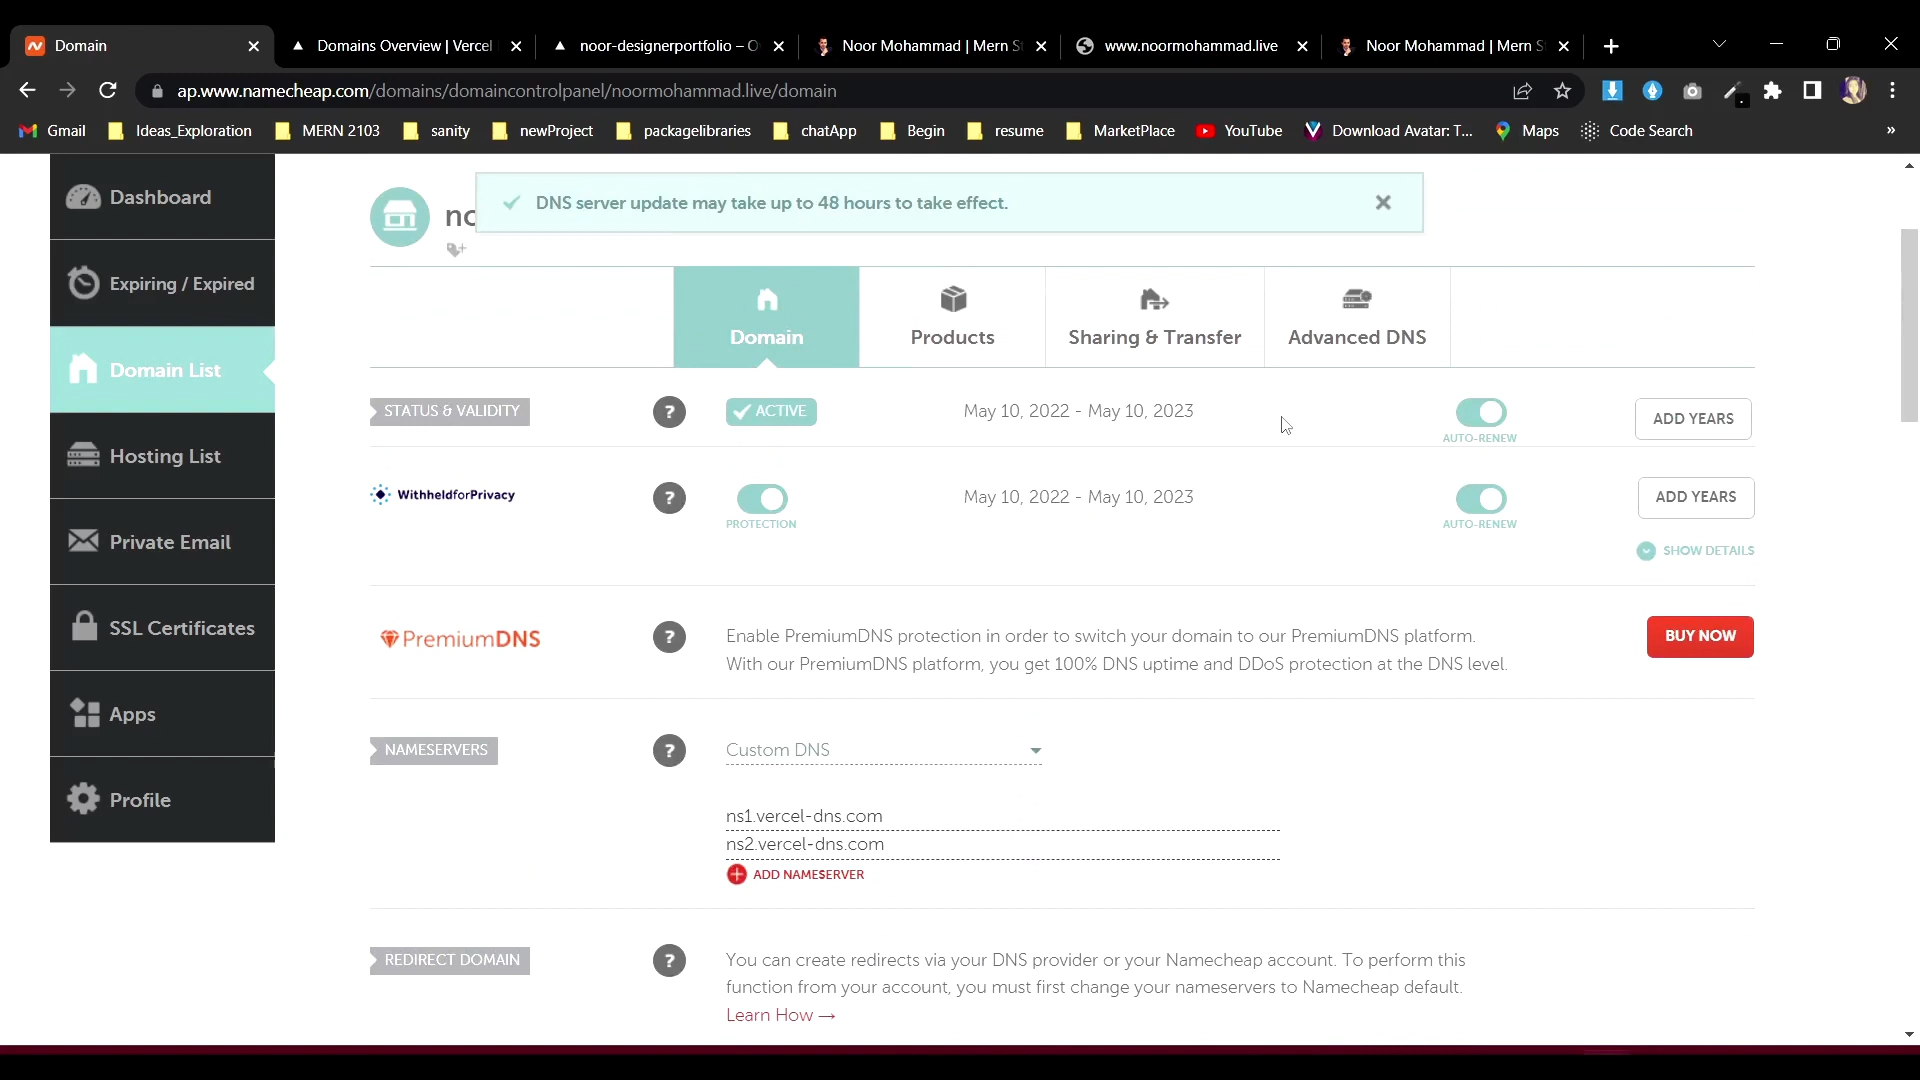 Domain
Domains Overview | Vercel
noor-designerportfolio – O
Noor Mohammad | Mern S
www.noormohammad.live
Noor Mohammad | Mern S
ap.www.namecheap.com/domains/domaincontrolpanel/noormohammad.live/domain
Gmail
Ideas_Exploration
MERN 2103
sanity
newProject
packagelibraries
chatApp
Begin
resume
MarketPlace
YouTube
Download Avatar: T...
Maps
Code Search
»
Dashboard
Expiring / Expired
Domain List
Hosting List
Private Email
SSL Certificates
Apps
Profile
no
DNS server update may take up to 48 hours to take effect.
Domain
Products
Sharing & Transfer
Advanced DNS
STATUS & VALIDITY
?
ACTIVE
May 10, 2022 - May 10, 2023
AUTO-RENEW
ADD YEARS
WithheldforPrivacy
?
PROTECTION
May 10, 2022 - May 10, 2023
AUTO-RENEW
ADD YEARS
SHOW DETAILS
PremiumDNS
?
Enable PremiumDNS protection in order to switch your domain to our PremiumDNS platform.
With our PremiumDNS platform, you get 100% DNS uptime and DDoS protection at the DNS level.
BUY NOW
NAMESERVERS
?
Custom DNS
ns1.vercel-dns.com
ns2.vercel-dns.com
ADD NAMESERVER
REDIRECT DOMAIN
?
You can create redirects via your DNS provider or your Namecheap account. To perform this
function from your account, you must first change your nameservers to Namecheap default.
Learn How →